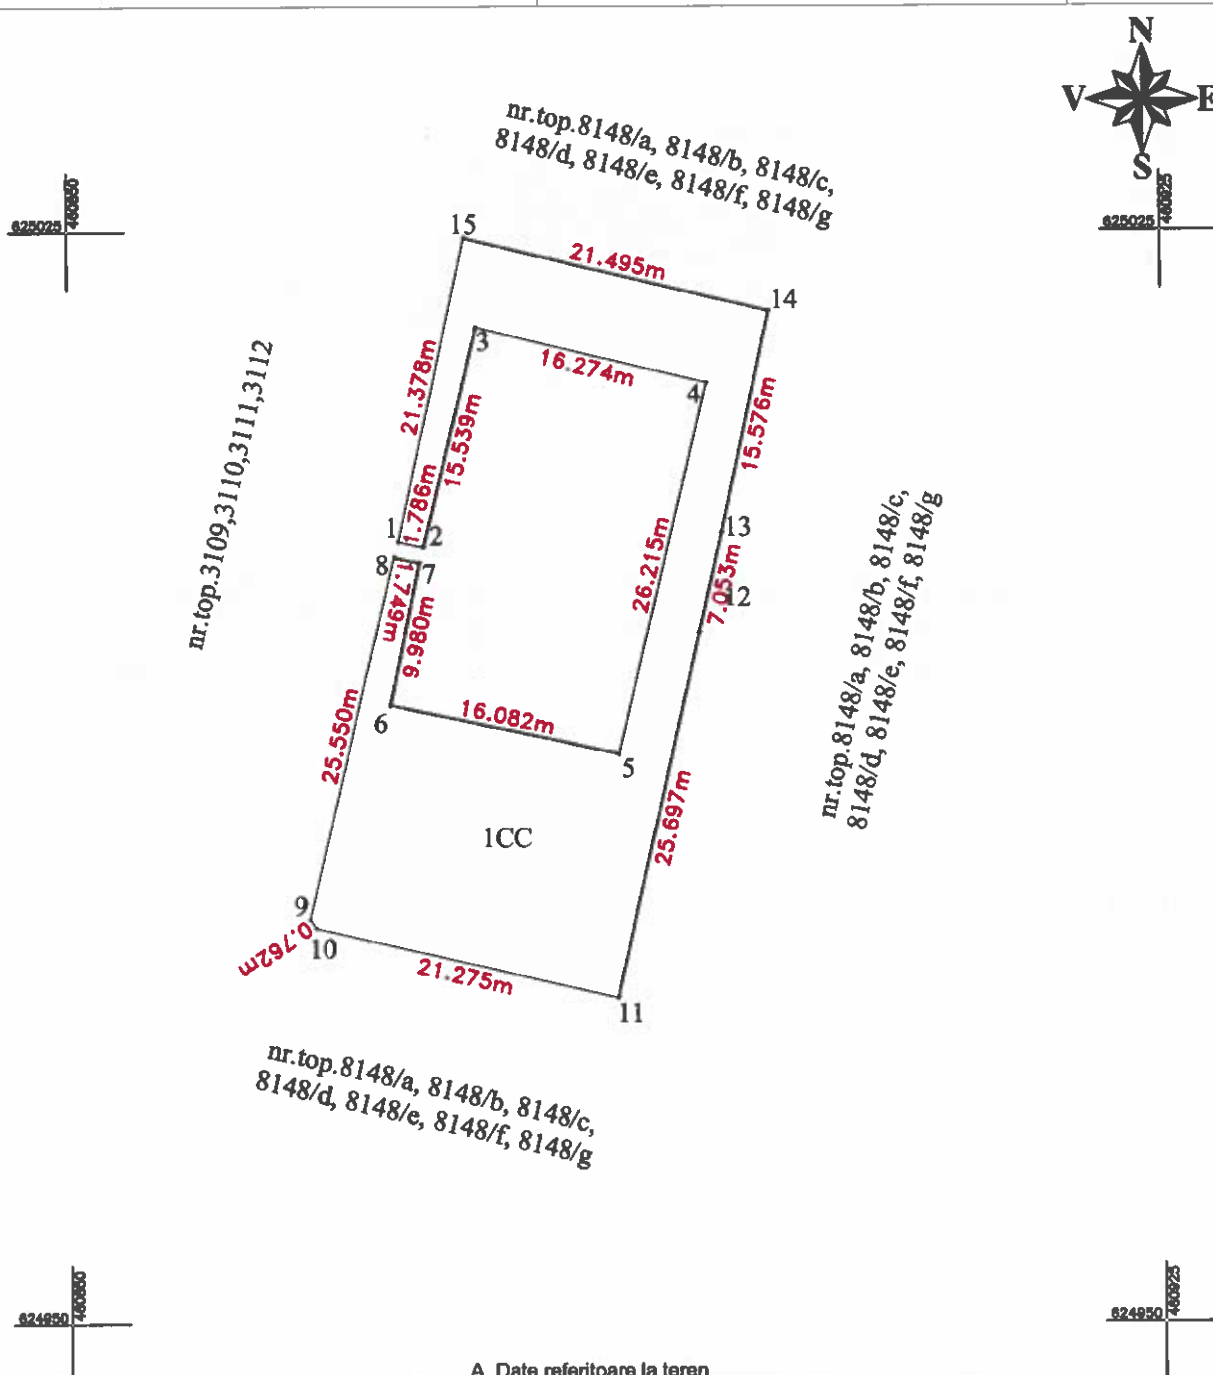 N
V
E
S
nr.top.8148/a, 8148/b, 8148/c,
8148/d, 8148/e, 8148/f, 8148/g
625025
460850
625025
460925
15
21.495m
14
3
16.274m
4
21.378m
15.539m
15.576m
nr.top.3109,3110,3111,3112
1
1.786m
2
13
8
7
1.749m
9.980m
26.215m
7.053m
12
nr.top.8148/a, 8148/b, 8148/c,
8148/d, 8148/e, 8148/f, 8148/g
6
16.082m
5
25.550m
25.697m
1CC
9
0.762m
10
21.275m
11
nr.top.8148/a, 8148/b, 8148/c,
8148/d, 8148/e, 8148/f, 8148/g
624950
460850
624950
460925
A. Date referitoare la teren